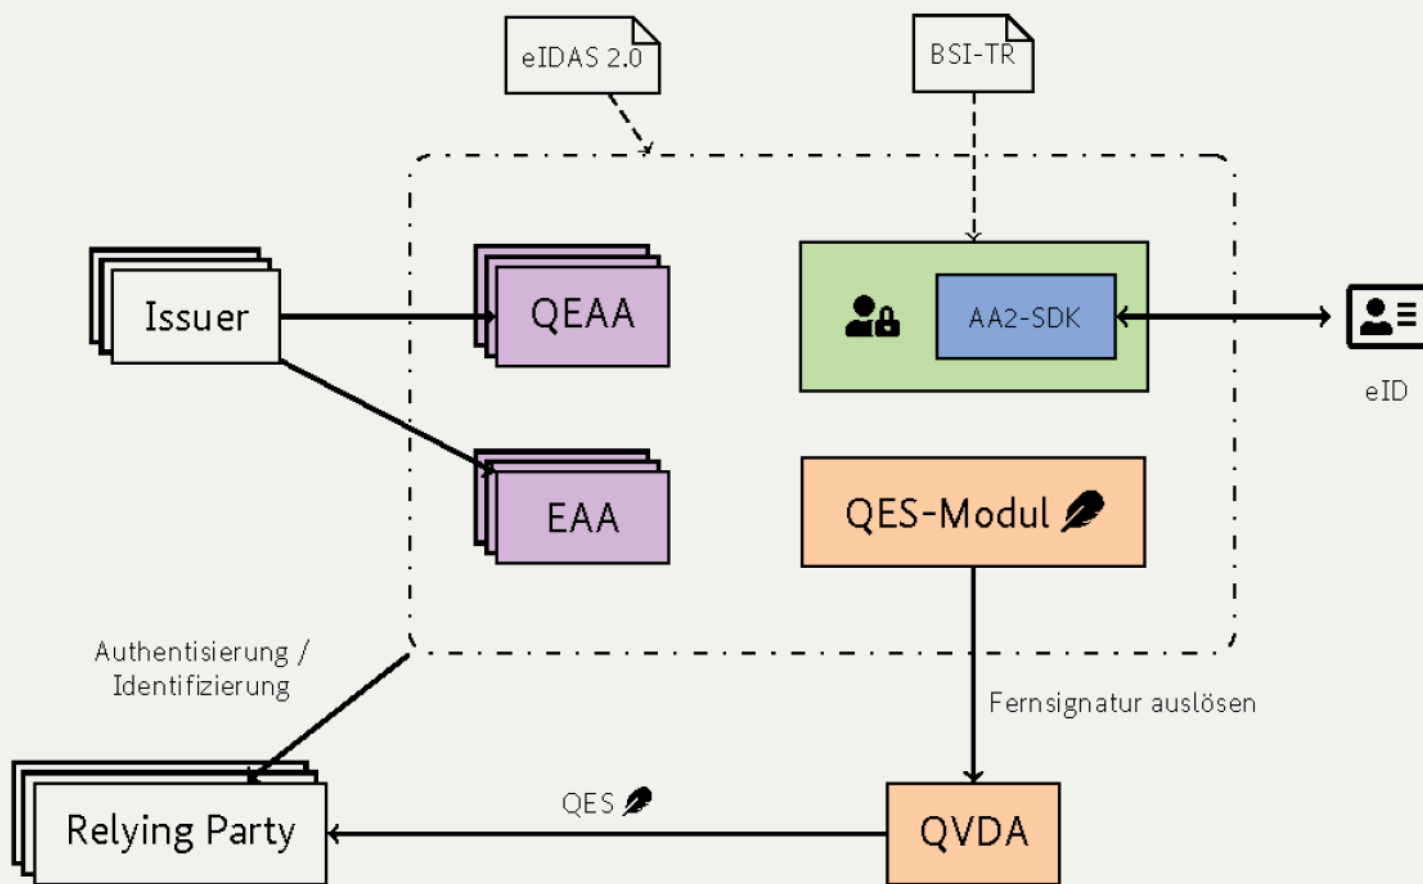 eIDAS 2.0
BSI-TR
Issuer
QEAA
AA2-SDK
eID
EAA
QES-Modul
Authentisierung /
Identifizierung
Fernsignatur auslösen
QES
Relying Party
QVDA